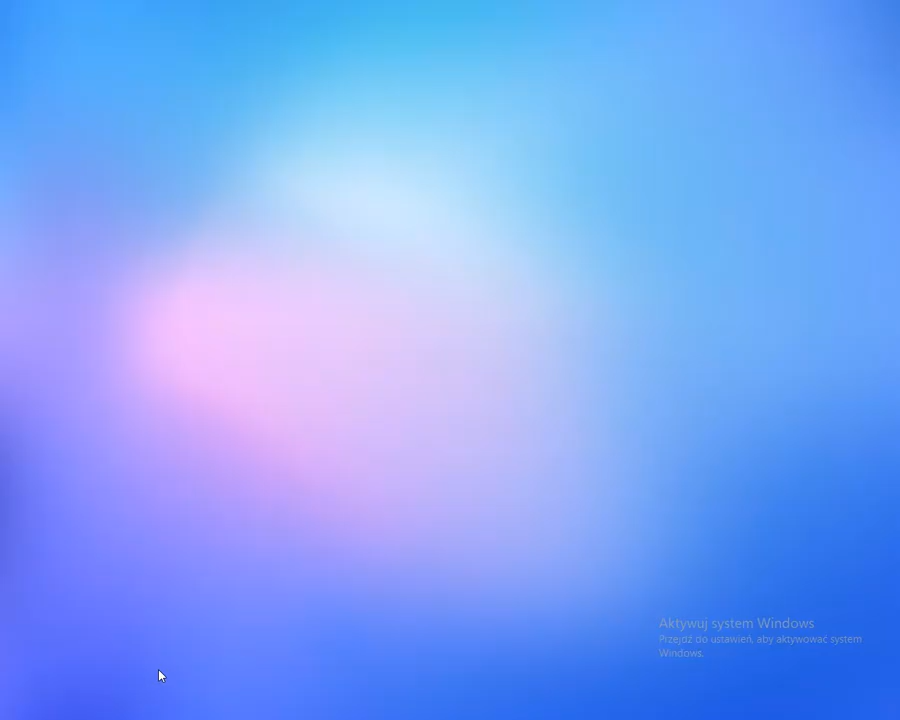 Aktywuj system Windows
Przejdź do ustawień, aby aktywować system
Windows.